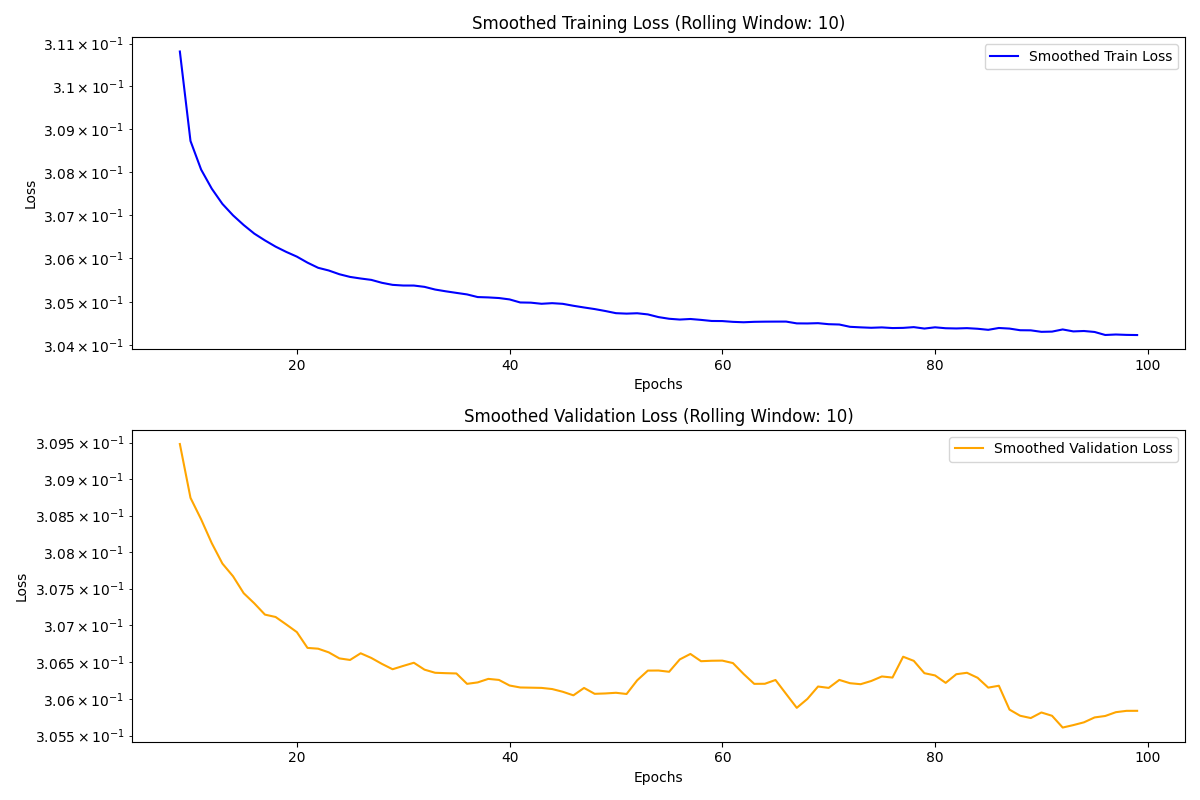 Smoothed Training Loss (Rolling Window: 10)
3.11 × 10⁻¹
3.1 × 10⁻¹
3.09 × 10⁻¹
3.08 × 10⁻¹
3.07 × 10⁻¹
3.06 × 10⁻¹
3.05 × 10⁻¹
3.04 × 10⁻¹
Loss
Smoothed Train Loss
20 40 60 80 100
Epochs
Smoothed Validation Loss (Rolling Window: 10)
3.095 × 10⁻¹
3.09 × 10⁻¹
3.085 × 10⁻¹
3.08 × 10⁻¹
3.075 × 10⁻¹
3.07 × 10⁻¹
3.065 × 10⁻¹
3.06 × 10⁻¹
3.055 × 10⁻¹
Loss
Smoothed Validation Loss
20 40 60 80 100
Epochs